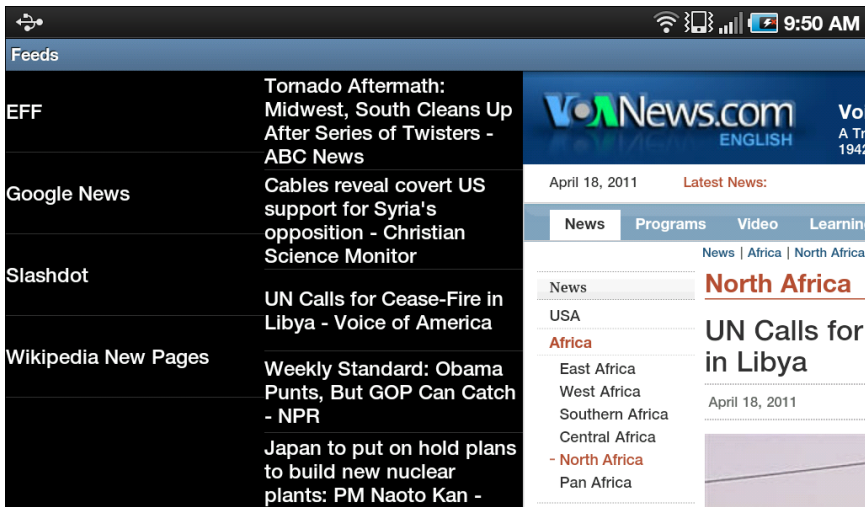 9:50 AM
Feeds
EFF
Google News
Slashdot
Wikipedia New Pages
Tornado Aftermath:
Midwest, South Cleans Up
After Series of Twisters -
ABC News
Cables reveal covert US
support for Syria's
opposition - Christian
Science Monitor
UN Calls for Cease-Fire in
Libya - Voice of America
Weekly Standard: Obama
Punts, But GOP Can Catch
- NPR
Japan to put on hold plans
to build new nuclear
plants: PM Naoto Kan -
VOANews.com
ENGLISH
Vo
A Tr
1942
April 18, 2011 Latest News:
News Programs Video Learnin
News | Africa | North Africa
News
USA
Africa
East Africa
West Africa
Southern Africa
Central Africa
- North Africa
Pan Africa
North Africa
UN Calls for
in Libya
April 18, 2011